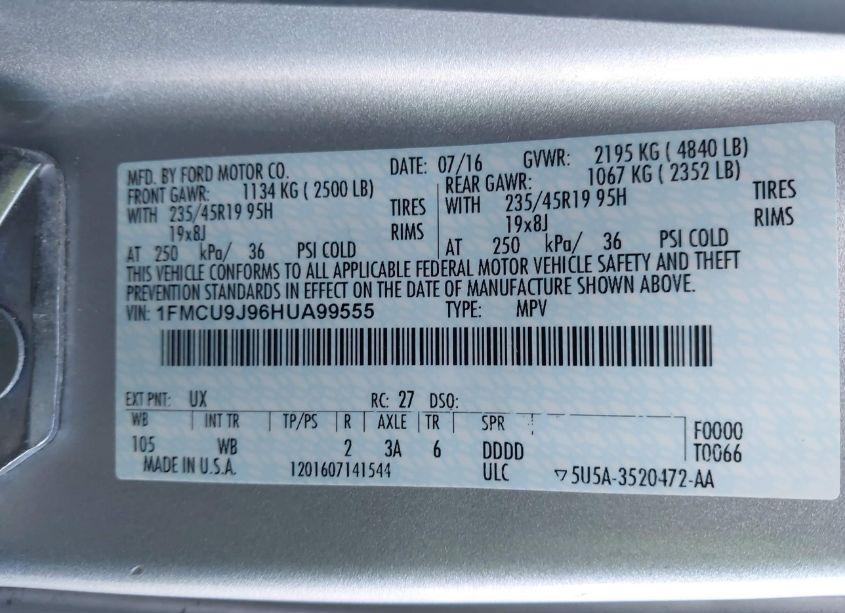 MFD. BY FORD MOTOR CO. DATE: 07/16 GVWR: 2195 KG ( 4840 LB)
FRONT GAWR: 1134 KG ( 2500 LB) REAR GAWR: 1067 KG ( 2352 LB)
WITH 235/45R19 95H TIRES WITH 235/45R19 95H TIRES
19x8J RIMS 19x8J RIMS
AT 250 kPa/ 36 PSI COLD AT 250 kPa/ 36 PSI COLD
THIS VEHICLE CONFORMS TO ALL APPLICABLE FEDERAL MOTOR VEHICLE SAFETY AND THEFT
PREVENTION STANDARDS IN EFFECT ON THE DATE OF MANUFACTURE SHOWN ABOVE.
VIN: 1FMCU9J96HUA99555 TYPE: MPV
EXT PNT: UX RC: 27 DSO:
WB INT TR TP/PS R AXLE TR SPR F0000
105 WB 2 3A 6 DDDD T0066
MADE IN U.S.A. 1201607141544 ULC ▽5U5A-3520472-AA